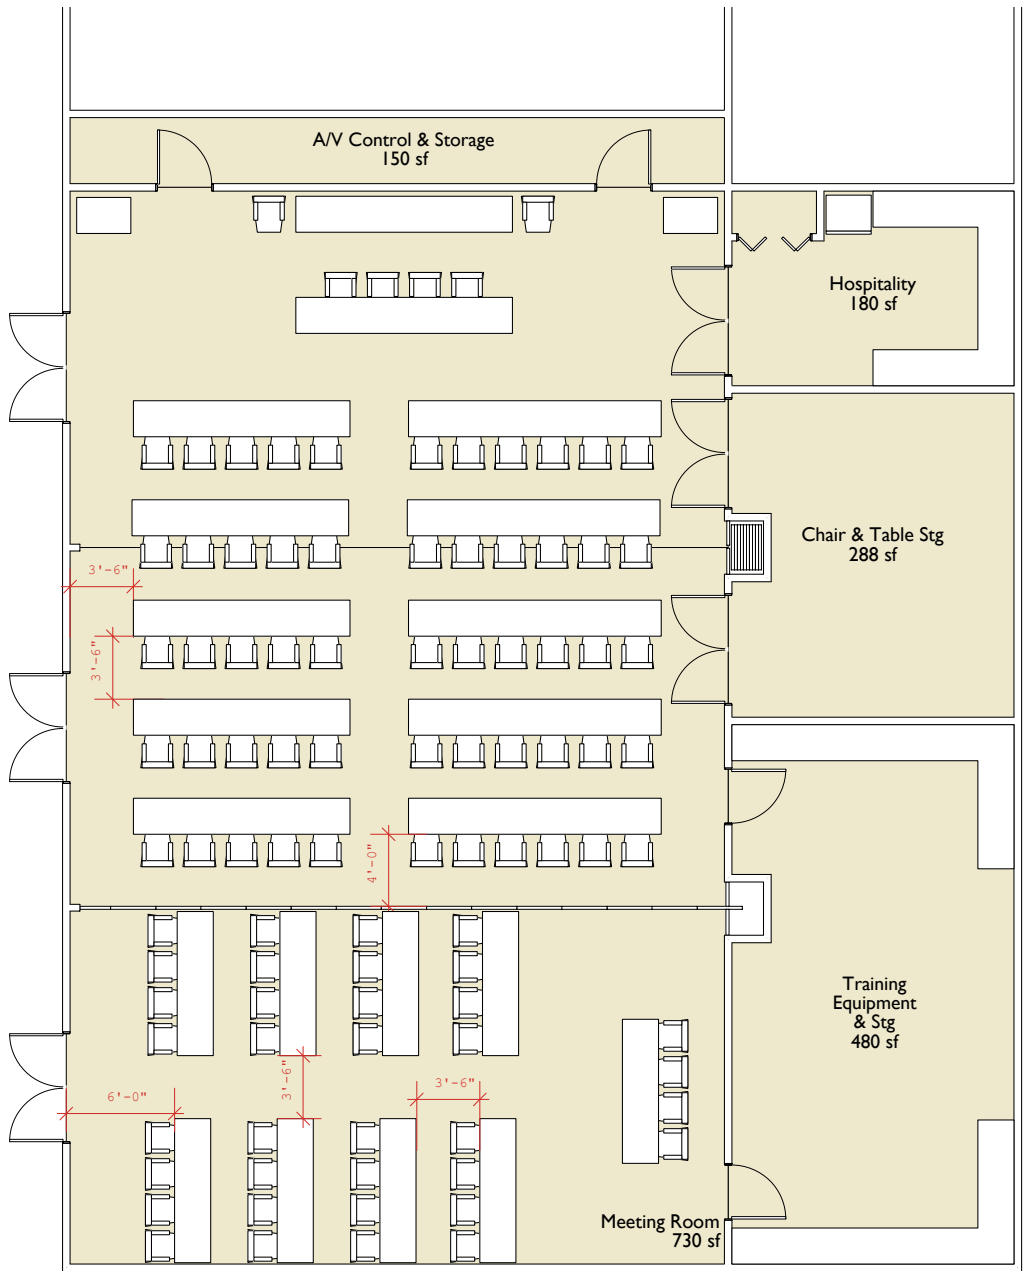 A/V Control & Storage
150 sf
Hospitality
180 sf
Chair & Table Stg
288 sf
3'-6"
3'-6"
4'-0"
Training
Equipment
& Stg
480 sf
3'-6"
3'-6"
6'-0"
Meeting Room
730 sf